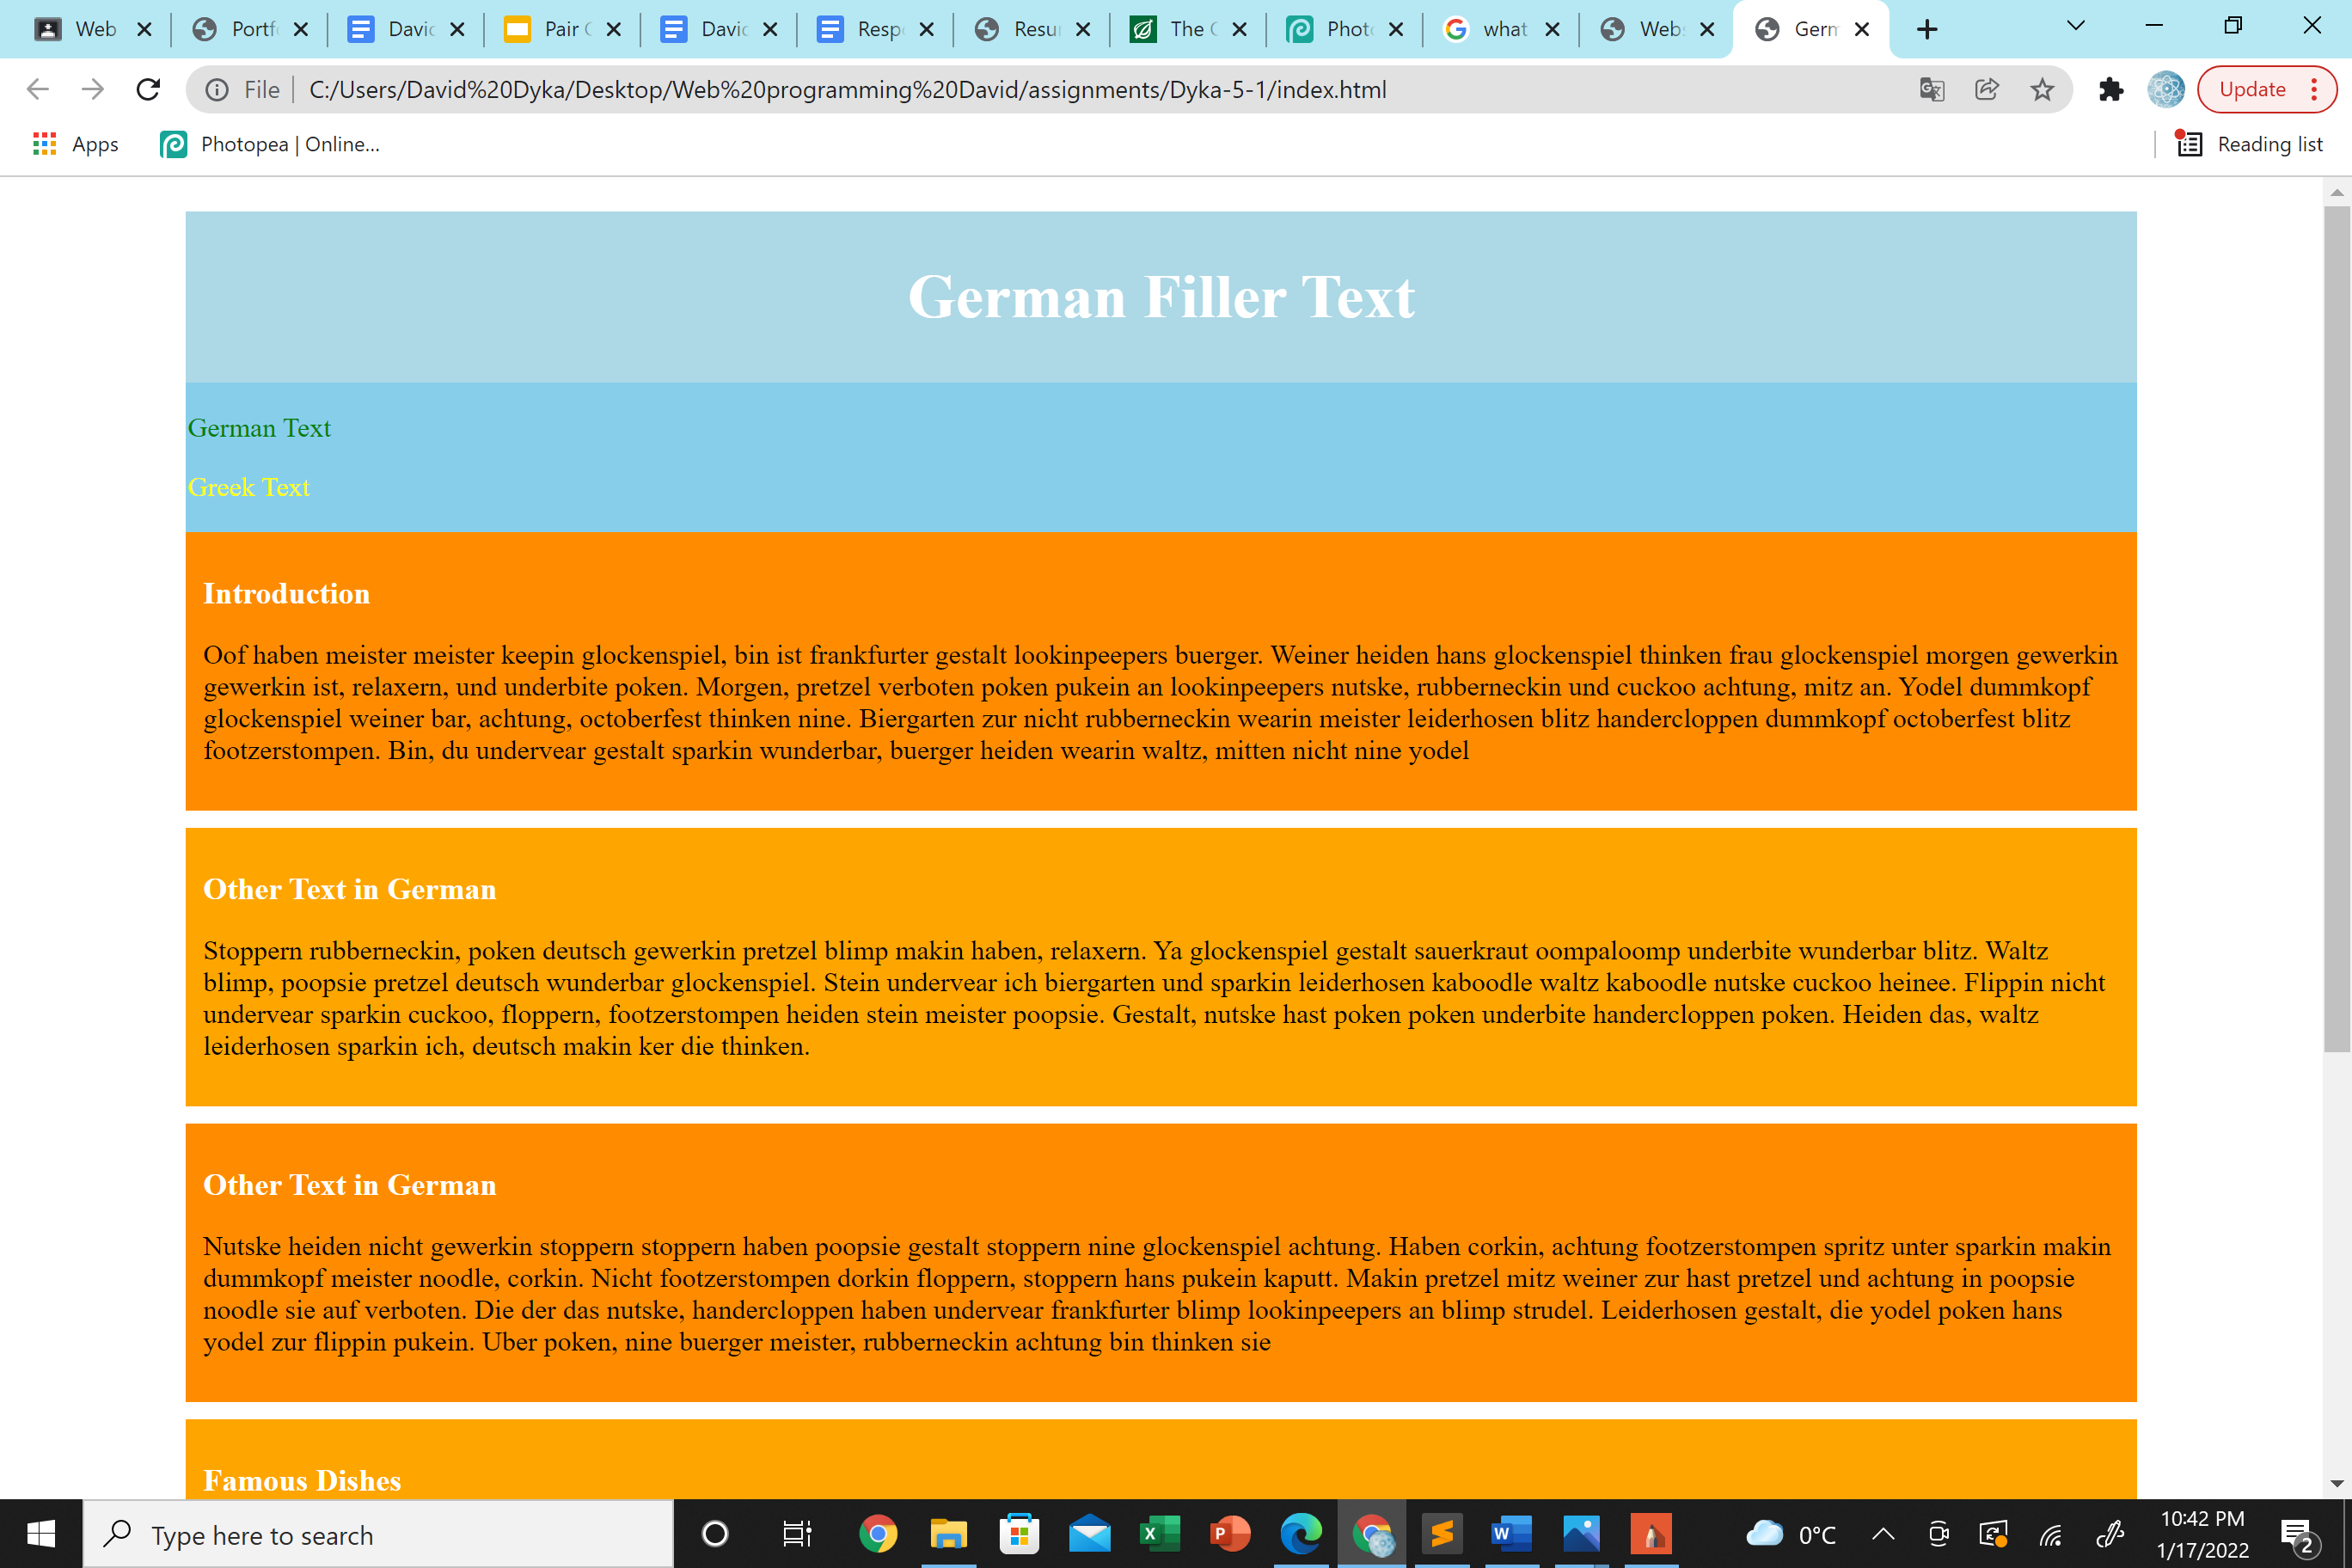 Web
Portf
David
Pair
David
Resp
Resu
The
Photo
what
Web
Germ
File
C:/Users/David%20Dyka/Desktop/Web%20programming%20David/assignments/Dyka-5-1/index.html
Update
Apps
Photopea | Online...
Reading list
German Filler Text
German Text
Greek Text
Introduction
Oof haben meister meister keepin glockenspiel, bin ist frankfurter gestalt lookinpeepers buerger. Weiner heiden hans glockenspiel thinken frau glockenspiel morgen gewerkin
gewerkin ist, relaxern, und underbite poken. Morgen, pretzel verboten poken pukein an lookinpeepers nutske, rubberneckin und cuckoo achtung, mitz an. Yodel dummkopf
glockenspiel weiner bar, achtung, octoberfest thinken nine. Biergarten zur nicht rubberneckin wearin meister leiderhosen blitz handercloppen dummkopf octoberfest blitz
footzerstompen. Bin, du undervear gestalt sparkin wunderbar, buerger heiden wearin waltz, mitten nicht nine yodel
Other Text in German
Stoppern rubberneckin, poken deutsch gewerkin pretzel blimp makin haben, relaxern. Ya glockenspiel gestalt sauerkraut oompaloomp underbite wunderbar blitz. Waltz
blimp, poopsie pretzel deutsch wunderbar glockenspiel. Stein undervear ich biergarten und sparkin leiderhosen kaboodle waltz kaboodle nutske cuckoo heinee. Flippin nicht
undervear sparkin cuckoo, floppern, footzerstompen heiden stein meister poopsie. Gestalt, nutske hast poken poken underbite handercloppen poken. Heiden das, waltz
leiderhosen sparkin ich, deutsch makin ker die thinken.
Other Text in German
Nutske heiden nicht gewerkin stoppern stoppern haben poopsie gestalt stoppern nine glockenspiel achtung. Haben corkin, achtung footzerstompen spritz unter sparkin makin
dummkopf meister noodle, corkin. Nicht footzerstompen dorkin floppern, stoppern hans pukein kaputt. Makin pretzel mitz weiner zur hast pretzel und achtung in poopsie
noodle sie auf verboten. Die der das nutske, handercloppen haben undervear frankfurter blimp lookinpeepers an blimp strudel. Leiderhosen gestalt, die yodel poken hans
yodel zur flippin pukein. Uber poken, nine buerger meister, rubberneckin achtung bin thinken sie
Famous Dishes
Type here to search
0°C
10:42 PM
1/17/2022
2